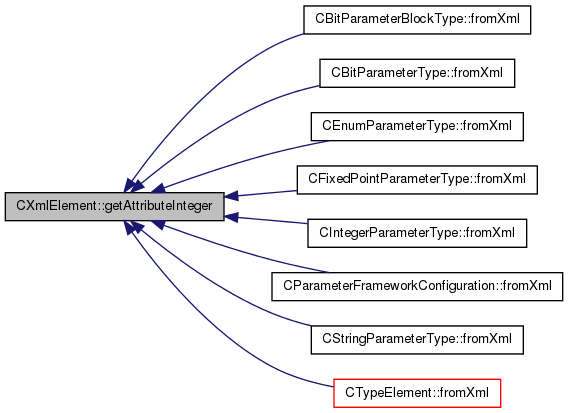 CBitParameterBlockType::fromXml
CBitParameterType::fromXml
CEnumParameterType::fromXml
CFixedPointParameterType::fromXml
CXmlElement::getAttributeInteger
CIntegerParameterType::fromXml
CParameterFrameworkConfiguration::fromXml
CStringParameterType::fromXml
CTypeElement::fromXml